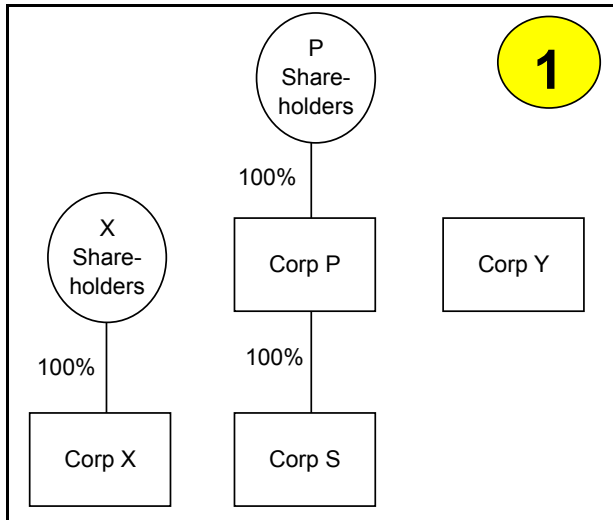 P
Share-
holders
1
100%
X
Share-
holders
Corp P
Corp Y
100%
100%
Corp X
Corp S